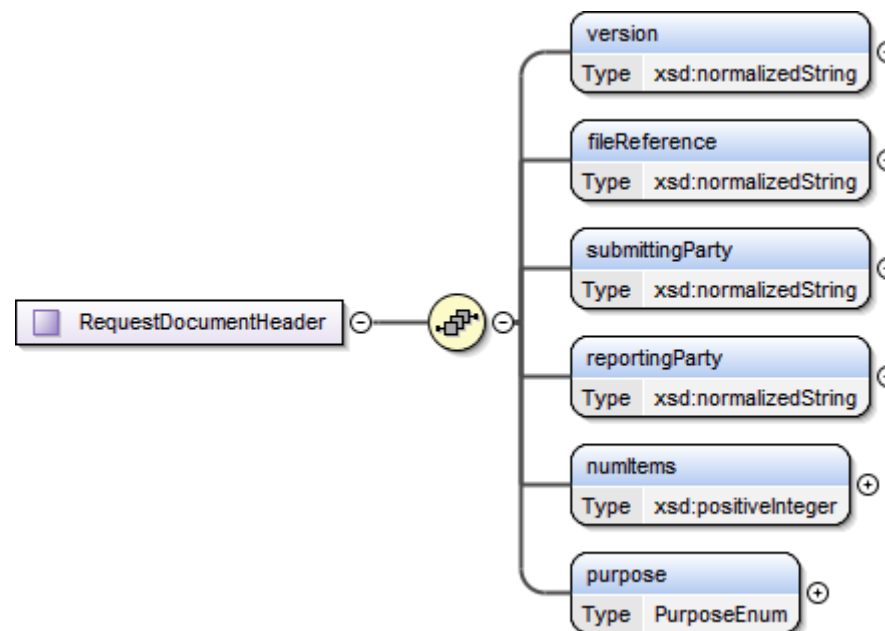 version
Type xsd:normalizedString
fileReference
Type xsd:normalizedString
submittingParty
Type xsd:normalizedString
RequestDocumentHeader
reportingParty
Type xsd:normalizedString
numItems
Type xsd:positiveInteger
purpose
Type PurposeEnum